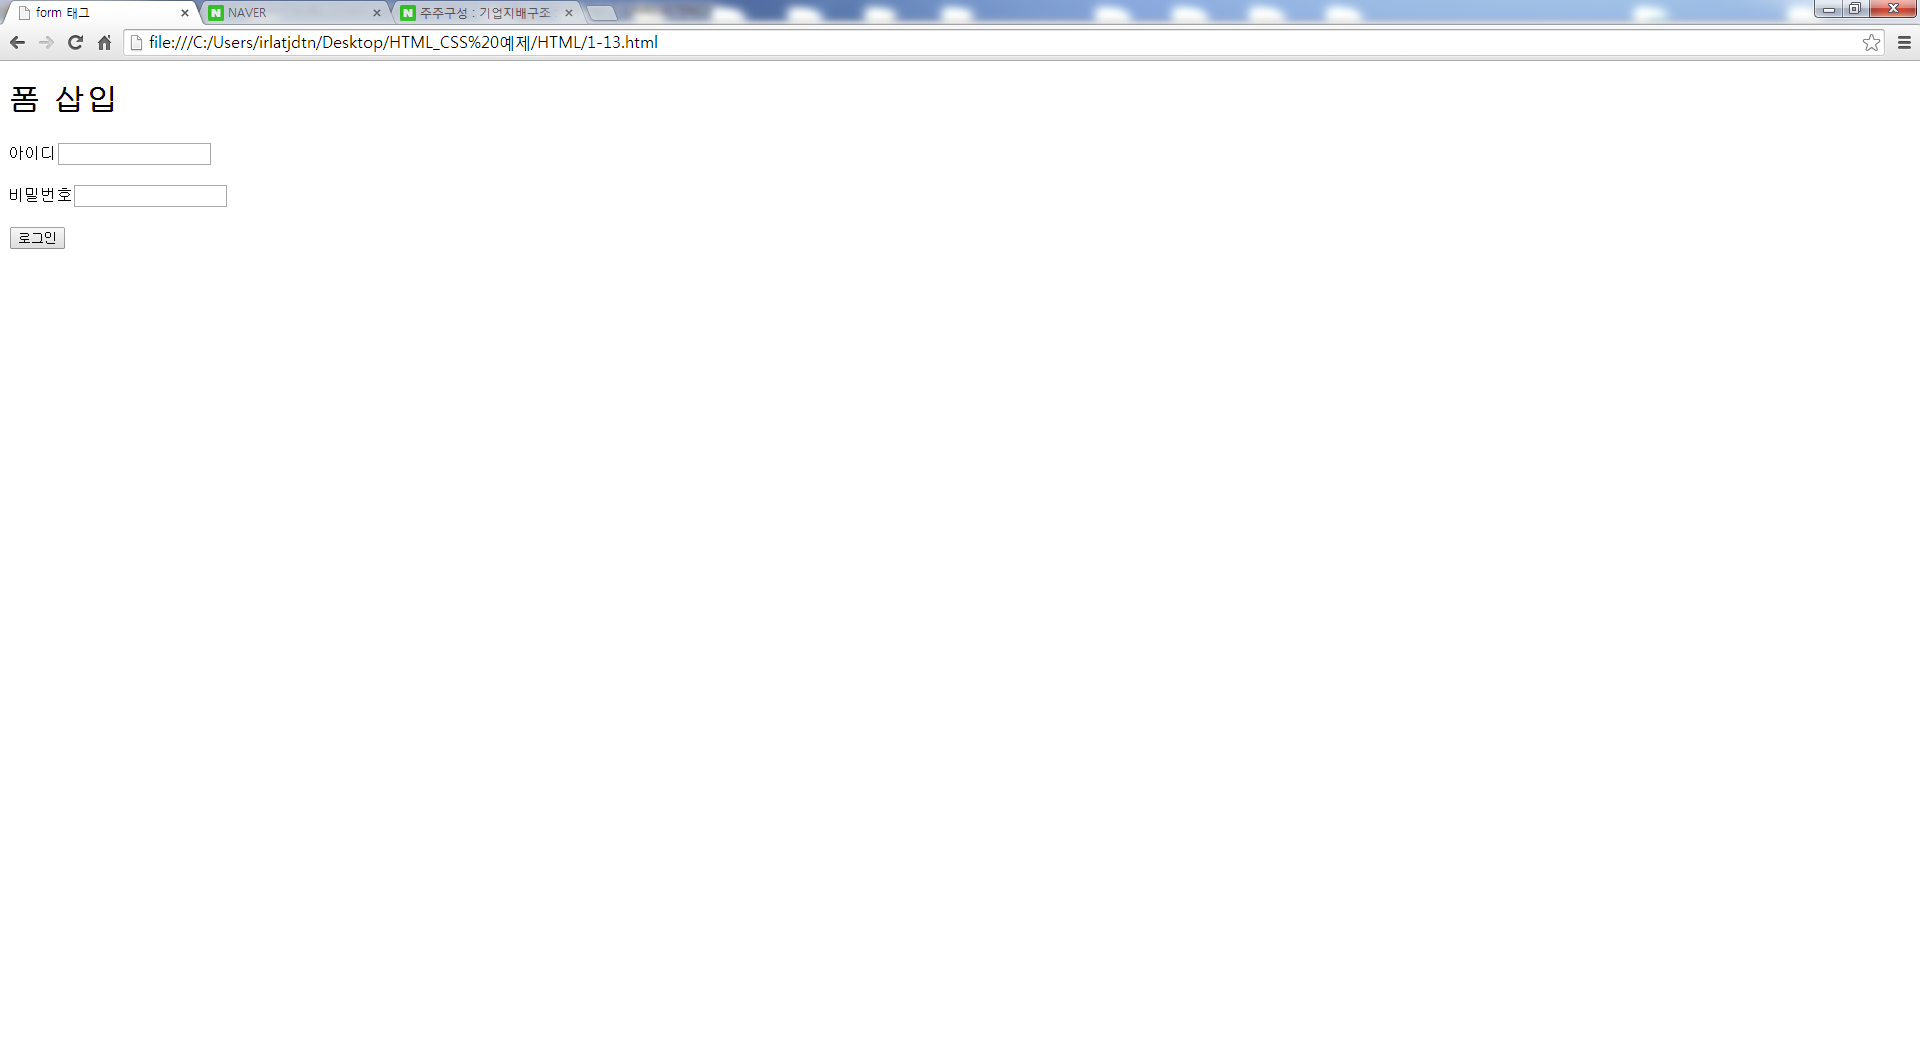 form 태그
NAVER
주주구성 : 기업지배구조
file:///C:/Users/irlatjdtn/Desktop/HTML_CSS%20예제/HTML/1-13.html
폼 삽입
아이디
비밀번호
로그인